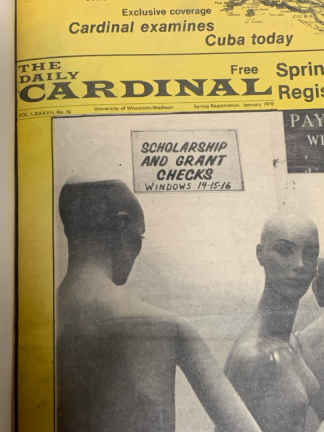 Exclusive coverage
Cardinal examines
Cuba today
THE
DAILY
CARDINAL
Free
Sprin
Regis
University of Wisconsin/Madison
Spring Registration, January 1978
PAY
SCHOLARSHIP
AND GRANT
CHECKS
WINDOWS 14-15-16